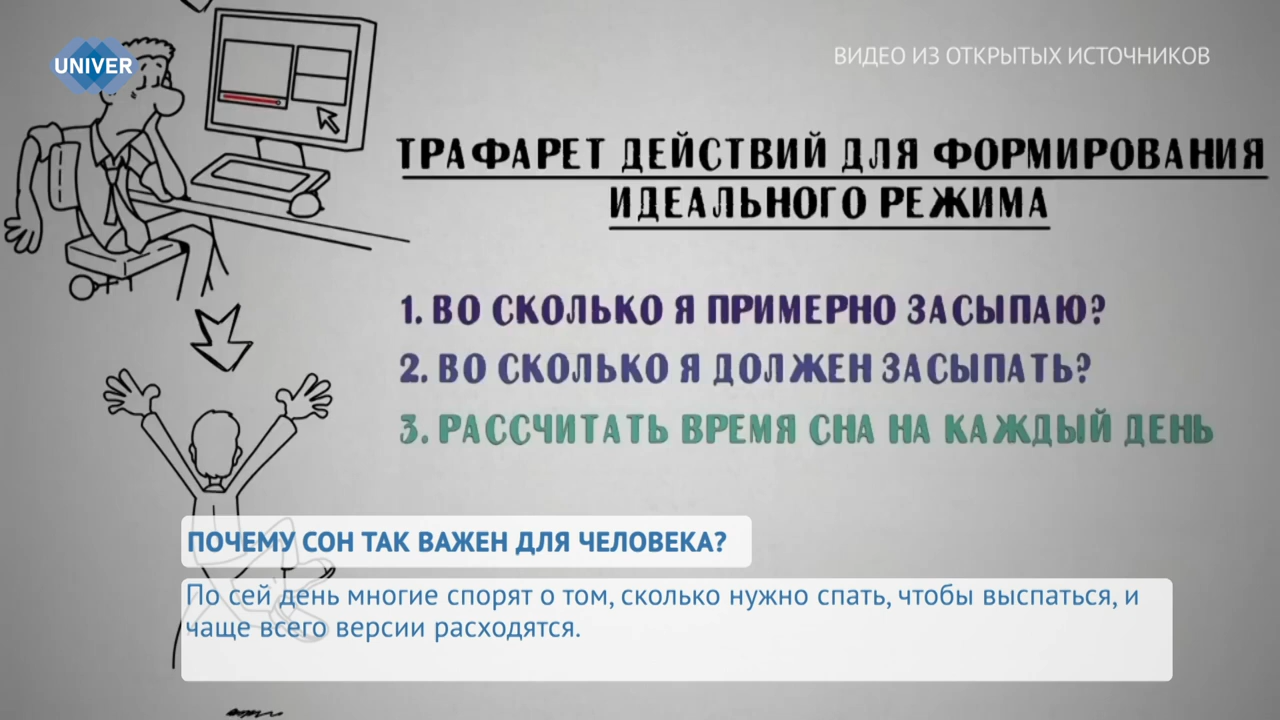 UNIVER
ВИДЕО ИЗ ОТКРЫТЫХ ИСТОЧНИКОВ
ТРАФАРЕТ ДЕЙСТВИЙ ДЛЯ ФОРМИРОВАНИЯ
ИДЕАЛЬНОГО РЕЖИМА
1. ВО СКОЛЬКО Я ПРИМЕРНО ЗАСЫПАЮ?
2. ВО СКОЛЬКО Я ДОЛЖЕН ЗАСЫПАТЬ?
3. РАССЧИТАТЬ ВРЕМЯ СНА НА КАЖДЫЙ ДЕНЬ
ПОЧЕМУ СОН ТАК ВАЖЕН ДЛЯ ЧЕЛОВЕКА?
По сей день многие спорят о том, сколько нужно спать, чтобы выспаться, и
чаще всего версии расходятся.